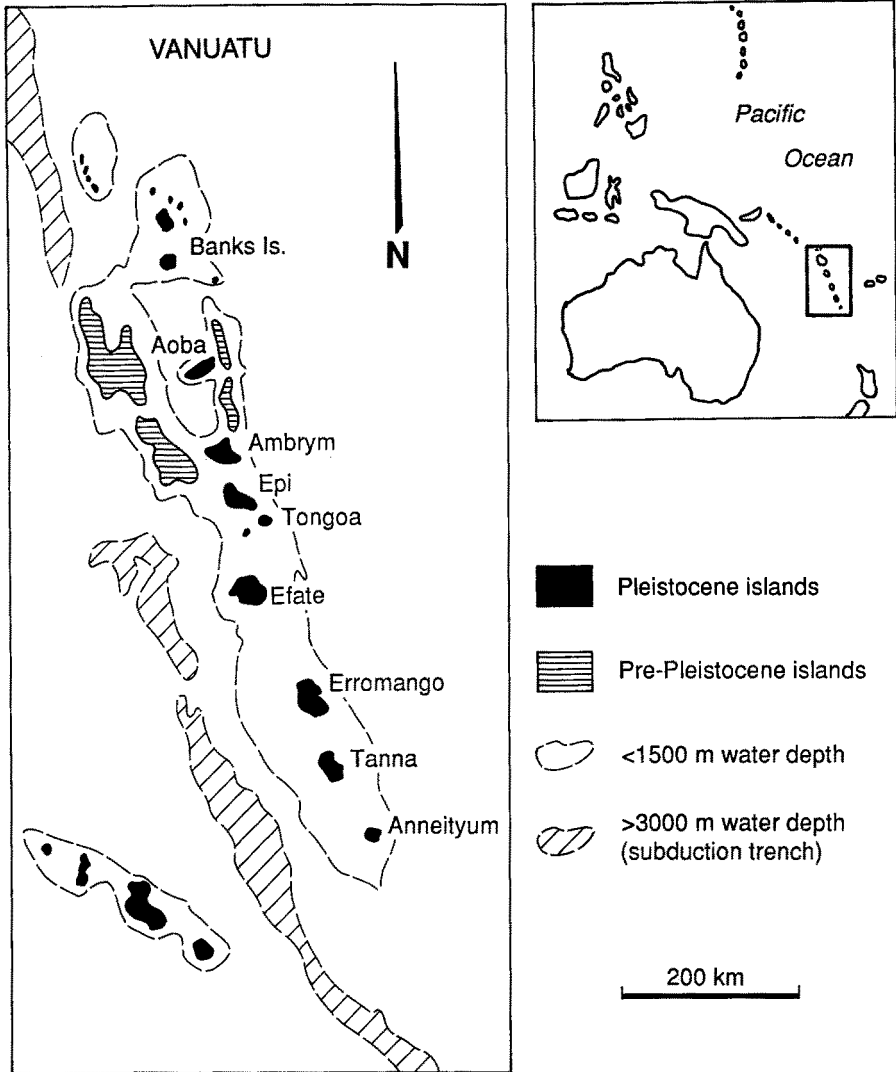 VANUATU
N
Banks Is.
Aoba
Ambrym
Epi
Tongoa
Efate
Erromango
Tanna
Anneityum
Pacific
Ocean
Pleistocene islands
Pre-Pleistocene islands
<1500 m water depth
>3000 m water depth
(subduction trench)
200 km